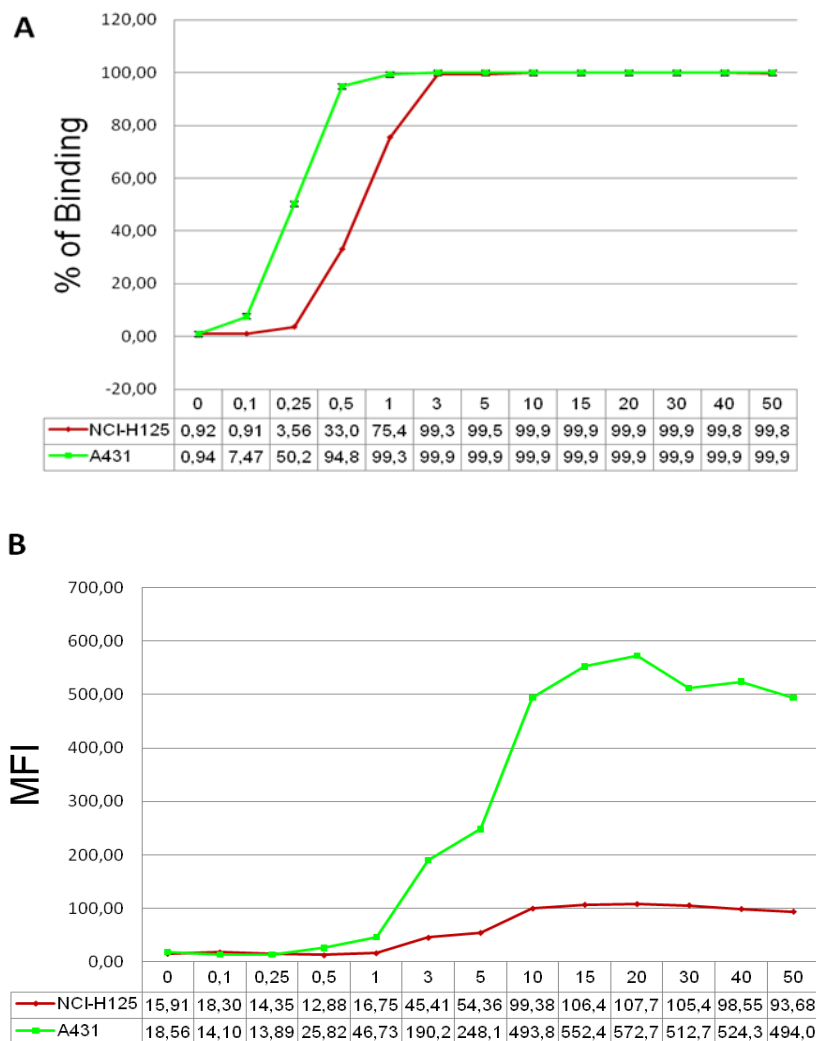 A
120,00
100,00
80,00
60,00
40,00
20,00
0,00
-20,00
% of Binding
0 0,1 0,25 0,5 1 3 5 10 15 20 30 40 50
NCI-H125 0,92 0,91 3,56 33,0 75,4 99,3 99,5 99,9 99,9 99,9 99,9 99,8 99,8
A431 0,94 7,47 50,2 94,8 99,3 99,9 99,9 99,9 99,9 99,9 99,9 99,9 99,9
B
700,00
600,00
500,00
400,00
300,00
200,00
100,00
0,00
MFI
0 0,1 0,25 0,5 1 3 5 10 15 20 30 40 50
NCI-H125 15,91 18,30 14,35 12,88 16,75 45,41 54,36 99,38 106,4 107,7 105,4 98,55 93,68
A431 18,56 14,10 13,89 25,82 46,73 190,2 248,1 493,8 552,4 572,7 512,7 524,3 494,0